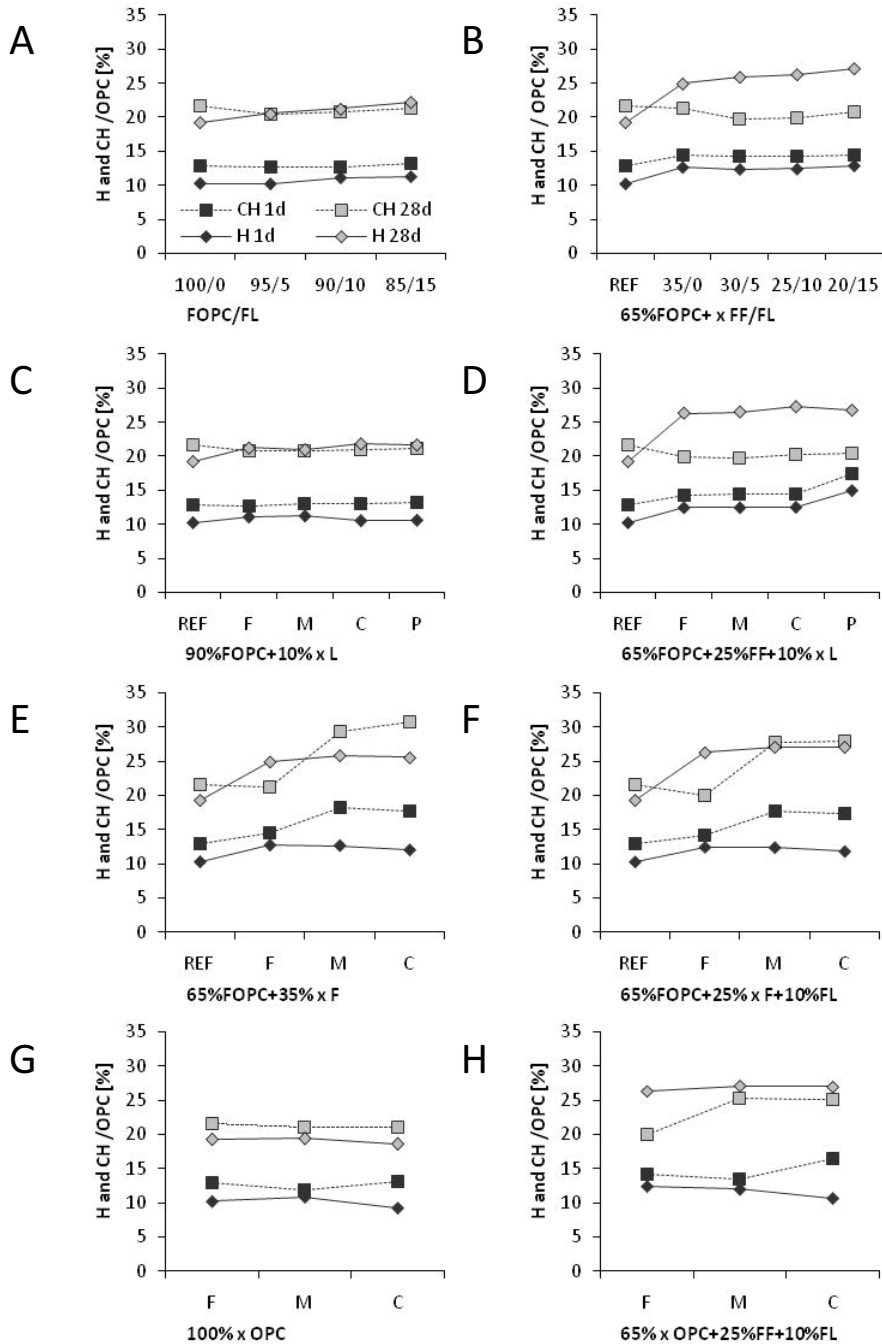 A
H and CH /OPC [%]
35
30
25
20
15
10
5
0
CH 1d
CH 28d
H 1d
H 28d
100/0 95/5 90/10 85/15
FOPC/FL
B
H and CH / OPC [%]
35
30
25
20
15
10
5
0
REF 35/0 30/5 25/10 20/15
65%FOPC+ x FF/FL
C
H and CH /OPC [%]
35
30
25
20
15
10
5
0
REF F M C P
90%FOPC+10% x L
D
H and CH /OPC [%]
35
30
25
20
15
10
5
0
REF F M C P
65%FOPC+25%FF+10% x L
E
H and CH /OPC [%]
35
30
25
20
15
10
5
0
REF F M C
65%FOPC+35% x F
F
H and CH /OPC [%]
35
30
25
20
15
10
5
0
REF F M C
65%FOPC+25% x F+10%FL
G
H and CH /OPC [%]
35
30
25
20
15
10
5
0
F M C
100% x OPC
H
H and CH /OPC [%]
35
30
25
20
15
10
5
0
F M C
65% x OPC+25%FF+10%FL